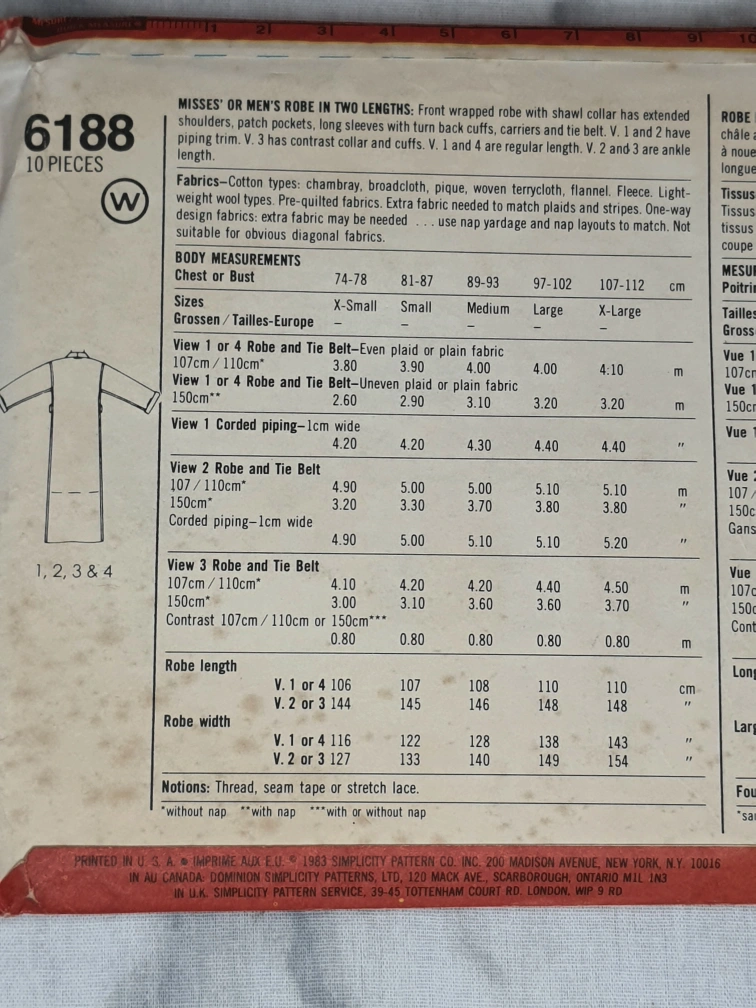 1 2 3 4 5 6 7 8 9 10
6188
10 PIECES
W
1, 2, 3 & 4
MISSES' OR MEN'S ROBE IN TWO LENGTHS: Front wrapped robe with shawl collar has extended
shoulders, patch pockets, long sleeves with turn back cuffs, carriers and tie belt. V. 1 and 2 have
piping trim. V. 3 has contrast collar and cuffs. V. 1 and 4 are regular length. V. 2 and 3 are ankle
length.
Fabrics–Cotton types: chambray, broadcloth, pique, woven terrycloth, flannel. Fleece. Light-
weight wool types. Pre-quilted fabrics. Extra fabric needed to match plaids and stripes. One-way
design fabrics: extra fabric may be needed ... use nap yardage and nap layouts to match. Not
suitable for obvious diagonal fabrics.
BODY MEASUREMENTS
Chest or Bust 74-78 81-87 89-93 97-102 107-112 cm
Sizes X-Small Small Medium Large X-Large
Grossen / Tailles-Europe – – – – –
View 1 or 4 Robe and Tie Belt–Even plaid or plain fabric
107cm / 110cm* 3.80 3.90 4.00 4.00 4.10 m
View 1 or 4 Robe and Tie Belt–Uneven plaid or plain fabric
150cm** 2.60 2.90 3.10 3.20 3.20 m
View 1 Corded piping–1cm wide
4.20 4.20 4.30 4.40 4.40 "
View 2 Robe and Tie Belt
107 / 110cm* 4.90 5.00 5.00 5.10 5.10 m
150cm* 3.20 3.30 3.70 3.80 3.80 "
Corded piping–1cm wide
4.90 5.00 5.10 5.10 5.20 "
View 3 Robe and Tie Belt
107cm / 110cm* 4.10 4.20 4.20 4.40 4.50 m
150cm* 3.00 3.10 3.60 3.60 3.70 "
Contrast 107cm / 110cm or 150cm***
0.80 0.80 0.80 0.80 0.80 m
Robe length
V. 1 or 4 106 107 108 110 110 cm
V. 2 or 3 144 145 146 148 148 "
Robe width
V. 1 or 4 116 122 128 138 143 "
V. 2 or 3 127 133 140 149 154 "
Notions: Thread, seam tape or stretch lace.
*without nap **with nap ***with or without nap
ROBE
châle
à noue
longue
Tissus
Tissus
tissus
coupe
MESUR
Poitrin
Tailles
Gross
Vue 1
107cm
Vue 1
150cm
Vue 1
Vue 2
107 /
150c
Gans
Vue
107c
150c
Cont
Long
Larg
Fou
*sa
PRINTED IN U. S. A. ● IMPRIME AUX E.U. © 1983 SIMPLICITY PATTERN CO. INC. 200 MADISON AVENUE, NEW YORK, N.Y. 10016
IN AU CANADA: DOMINION SIMPLICITY PATTERNS, LTD, 120 MACK AVE., SCARBOROUGH, ONTARIO M1L 1N3
IN U.K. SIMPLICITY PATTERN SERVICE, 39-45 TOTTENHAM COURT RD. LONDON, WIP 9 RD